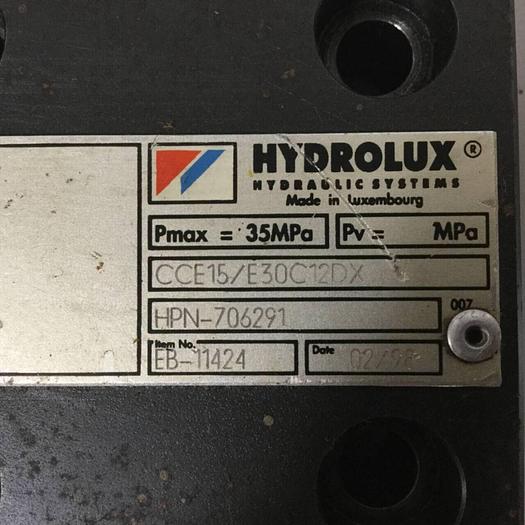 HYDROLUX ®
HYDRAULIC SYSTEMS
Made in Luxembourg
Pmax = 35MPa Pv = MPa
CCE15/E30C12DX
HPN-706291 007
Item No. Date
EB-11424